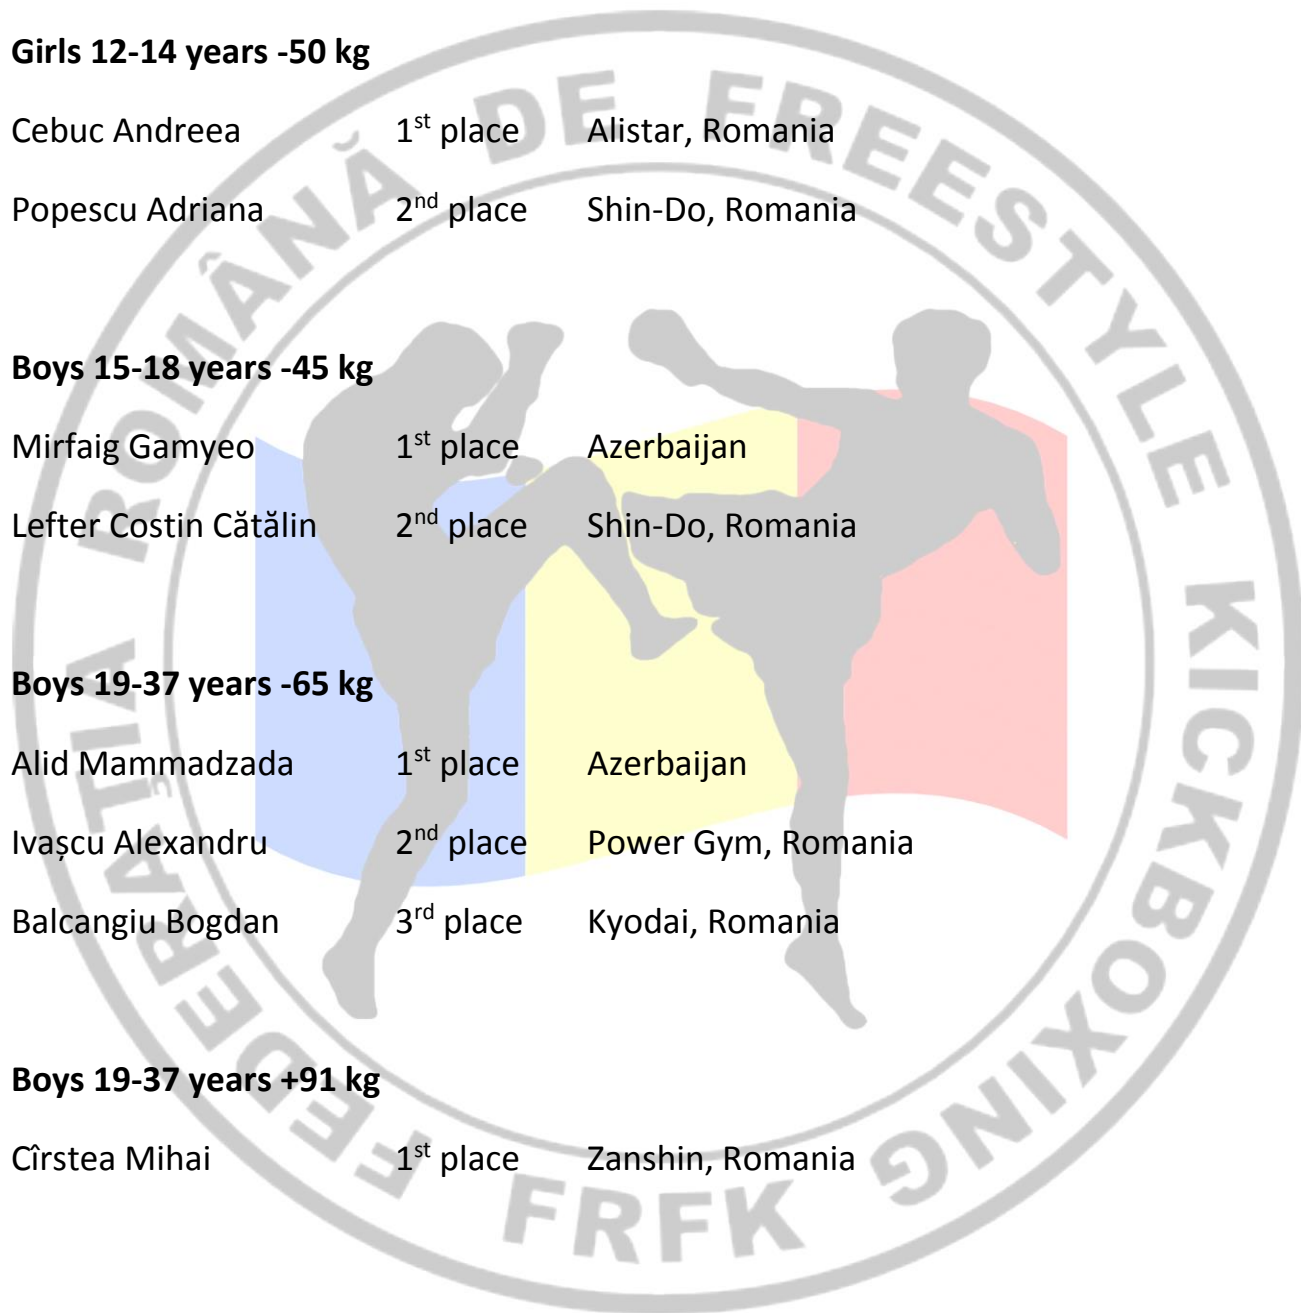 Girls 12-14 years -50 kg
Cebuc Andreea 1st place Alistar, Romania
Popescu Adriana 2nd place Shin-Do, Romania
Boys 15-18 years -45 kg
Mirfaig Gamyeo 1st place Azerbaijan
Lefter Costin Cătălin 2nd place Shin-Do, Romania
Boys 19-37 years -65 kg
Alid Mammadzada 1st place Azerbaijan
Ivașcu Alexandru 2nd place Power Gym, Romania
Balcangiu Bogdan 3rd place Kyodai, Romania
Boys 19-37 years +91 kg
Cîrstea Mihai 1st place Zanshin, Romania
FEDERAȚIA ROMÂNĂ DE FREESTYLE KICKBOXING
FRFK